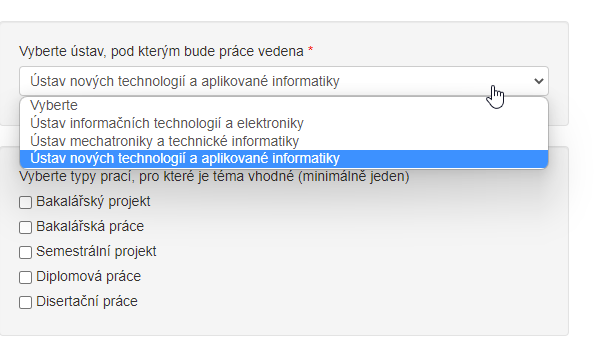 Vyberte ústav, pod kterým bude práce vedena *
Ústav nových technologií a aplikované informatiky
Vyberte
Ústav informačních technologií a elektroniky
Ústav mechatroniky a technické informatiky
Ústav nových technologií a aplikované informatiky
Vyberte typy prací, pro které je téma vhodné (minimálně jeden)
Bakalářský projekt
Bakalářská práce
Semestrální projekt
Diplomová práce
Disertační práce